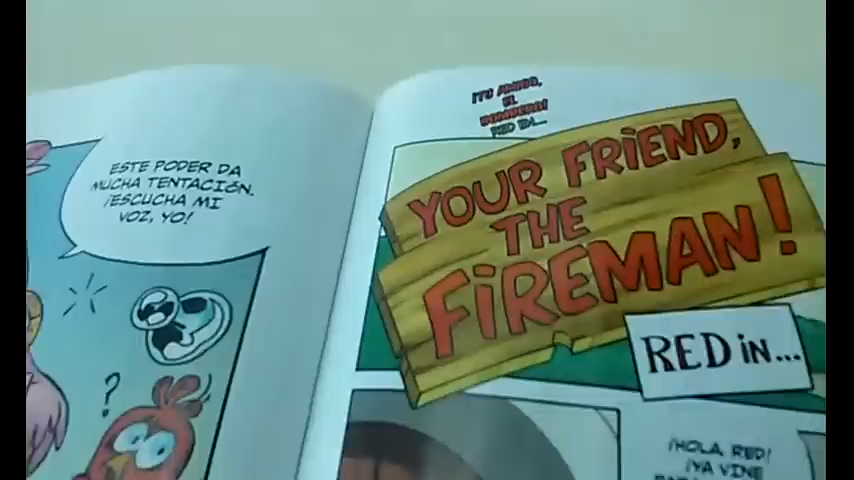 ESTE PODER DA
MUCHA TENTACIÓN.
¡ESCUCHA MI
VOZ, YO!
?
¡TU AMIGO,
EL
BOMBERO!
RED EN...
YOUR FRIEND,
THE
FIREMAN!
RED iN...
¡HOLA, RED!
¡YA VINE